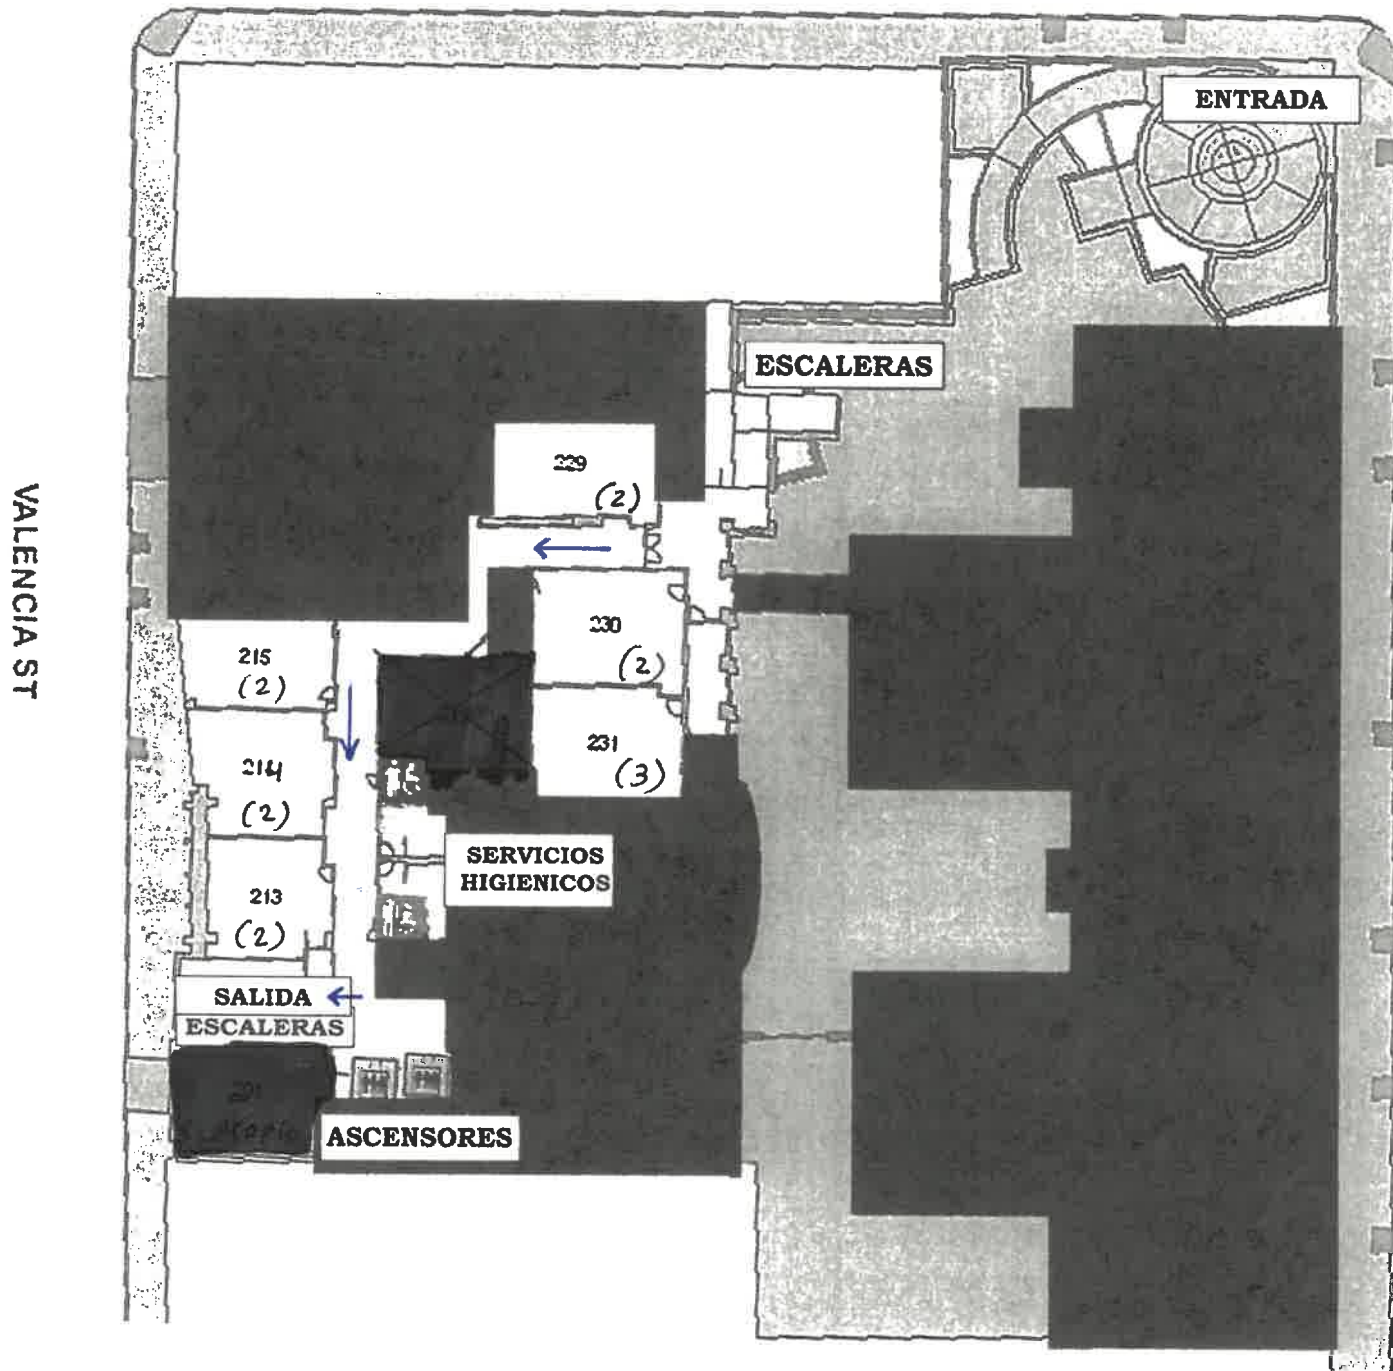 ENTRADA
ESCALERAS
229
(2)
230
(2)
215
(2)
231
(3)
214
(2)
SERVICIOS
HIGIENICOS
213
(2)
SALIDA
ESCALERAS
ASCENSORES
VALENCIA ST